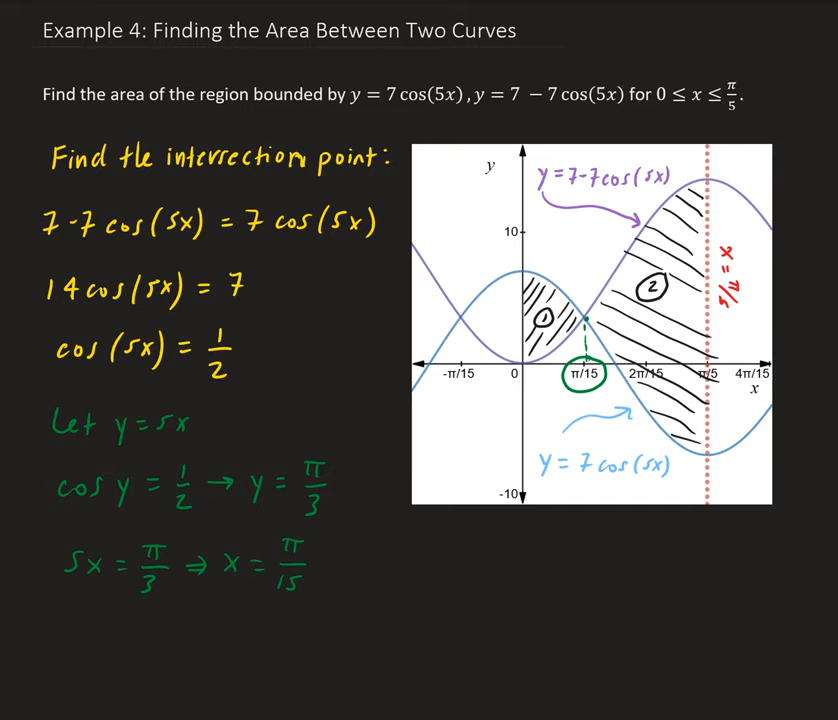 Example 4: Finding the Area Between Two Curves
Find the area of the region bounded by y = 7 cos(5x), y = 7 − 7 cos(5x) for 0 ≤ x ≤ π/5.
Find the intersection point:
7-7 cos(5x) = 7 cos(5x)
14cos(5x) = 7
cos(5x) = 1/2
Let y=5x
cos y = 1/2 → y = π/3
5x = π/3 ⇒ x = π/15
y
y=7-7cos(5x)
10
x = π/5
2
1
-π/15
0
π/15
2π/15
π/5
4π/15
x
y = 7 cos(5x)
-10